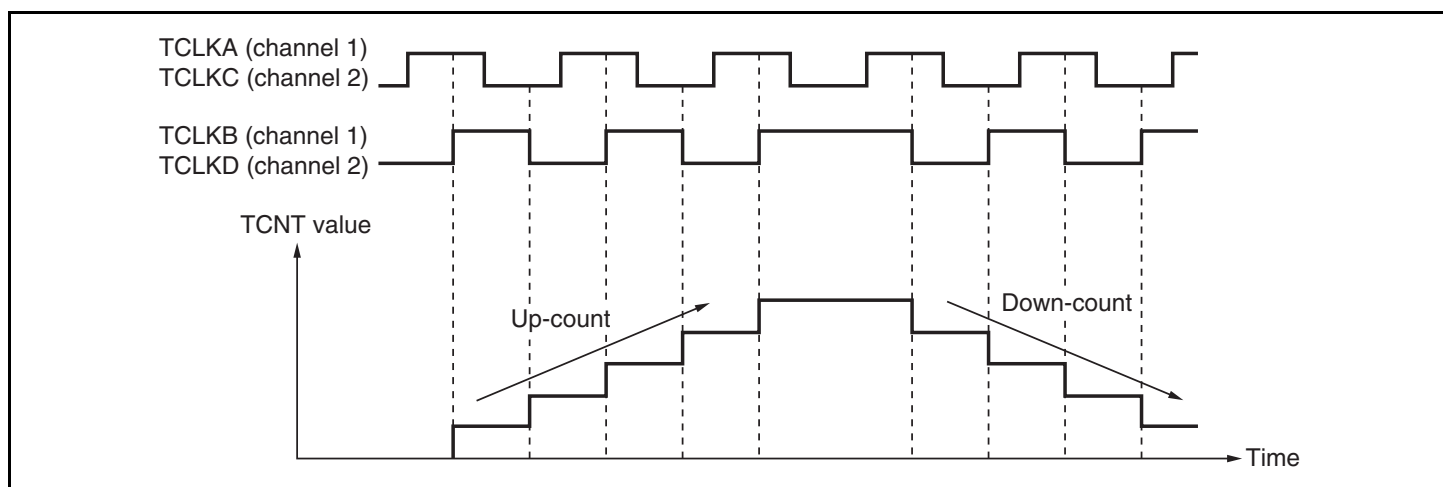 TCLKA (channel 1)
TCLKC (channel 2)
TCLKB (channel 1)
TCLKD (channel 2)
TCNT value
Up-count
Down-count
Time